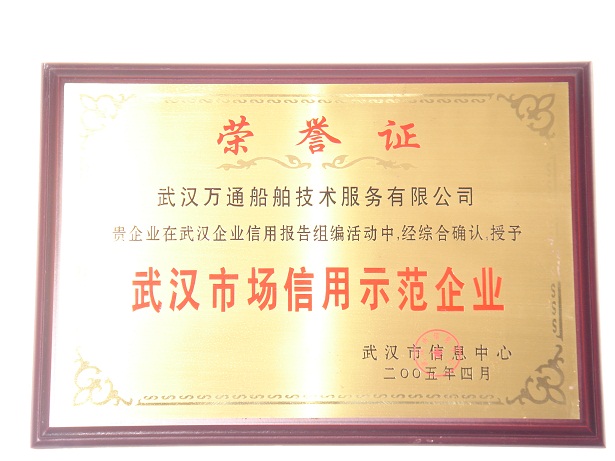 荣誉证
武汉万通船舶技术服务有限公司
贵企业在武汉企业信用报告组编活动中,经综合确认,授予
武汉市场信用示范企业
武汉市信息中心
二〇〇五年四月